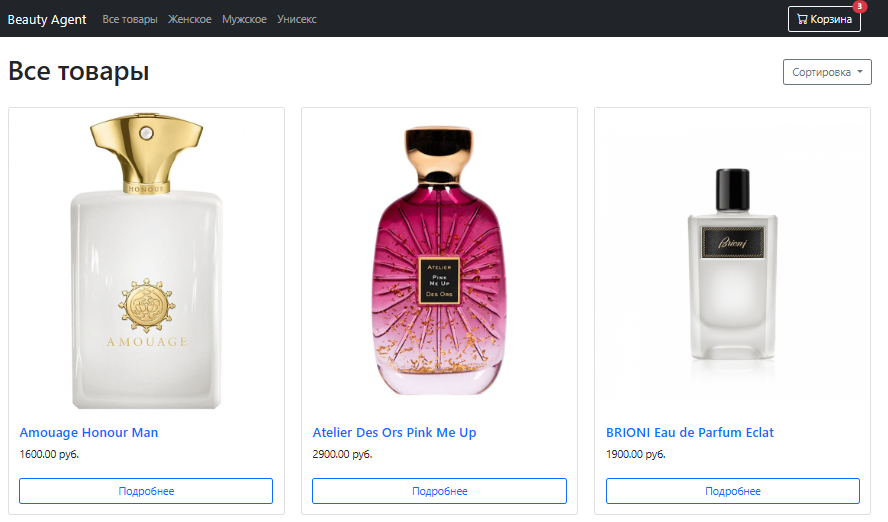 Beauty Agent Все товары Женское Мужское Унисекс Корзина 3
Все товары
Сортировка
HONOUR
AMOUAGE
ATELIER
PINK
ME UP
DES ORS
Brioni
Amouage Honour Man
1600.00 руб.
Подробнее
Atelier Des Ors Pink Me Up
2900.00 руб.
Подробнее
BRIONI Eau de Parfum Eclat
1900.00 руб.
Подробнее